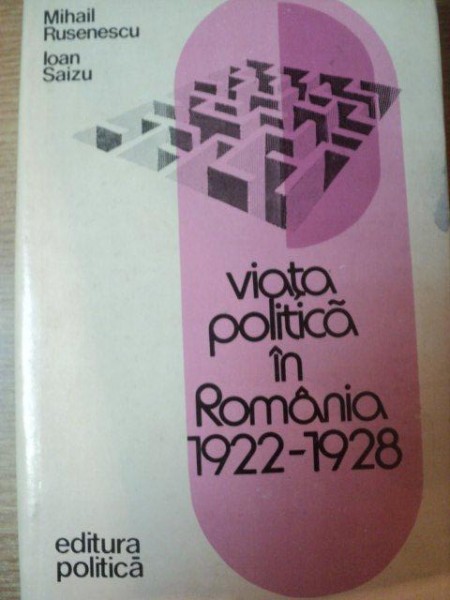 Mihail
Rusenescu
Ioan
Saizu
viața
politică
în
România
1922-1928
editura
politică